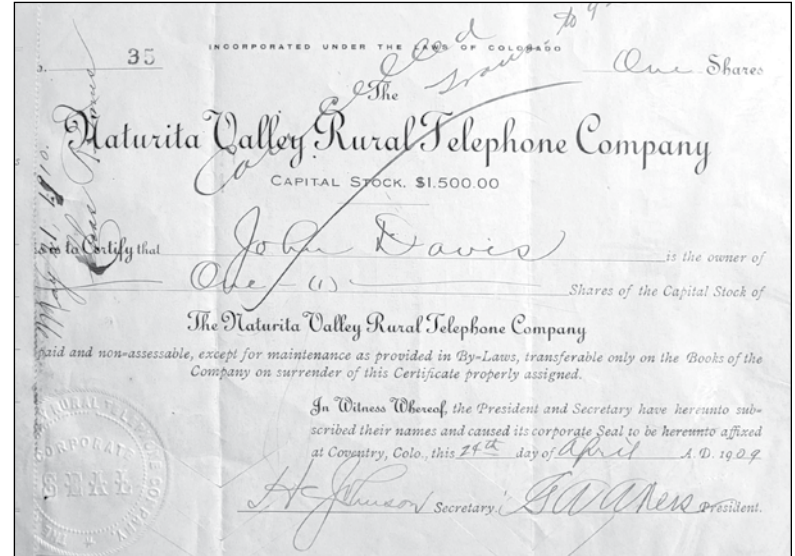 35 INCORPORATED UNDER THE LAWS OF COLORADO One Shares
Cancelled
The
Naturita Valley Rural Telephone Company
CAPITAL STOCK. $1.500.00
to Certify that John Davis is the owner of
One (1) Shares of the Capital Stock of
The Naturita Valley Rural Telephone Company
paid and non-assessable, except for maintenance as provided in By-Laws, transferable only on the Books of the
Company on surrender of this Certificate properly assigned.
In Witness Whereof, the President and Secretary have hereunto sub-
scribed their names and caused its corporate Seal to be hereunto affixed
at Coventry, Colo., this 24th day of April A. D. 1909
Secretary. President.
RURAL TELEPHONE COMPANY
CORPORATE
SEAL
May